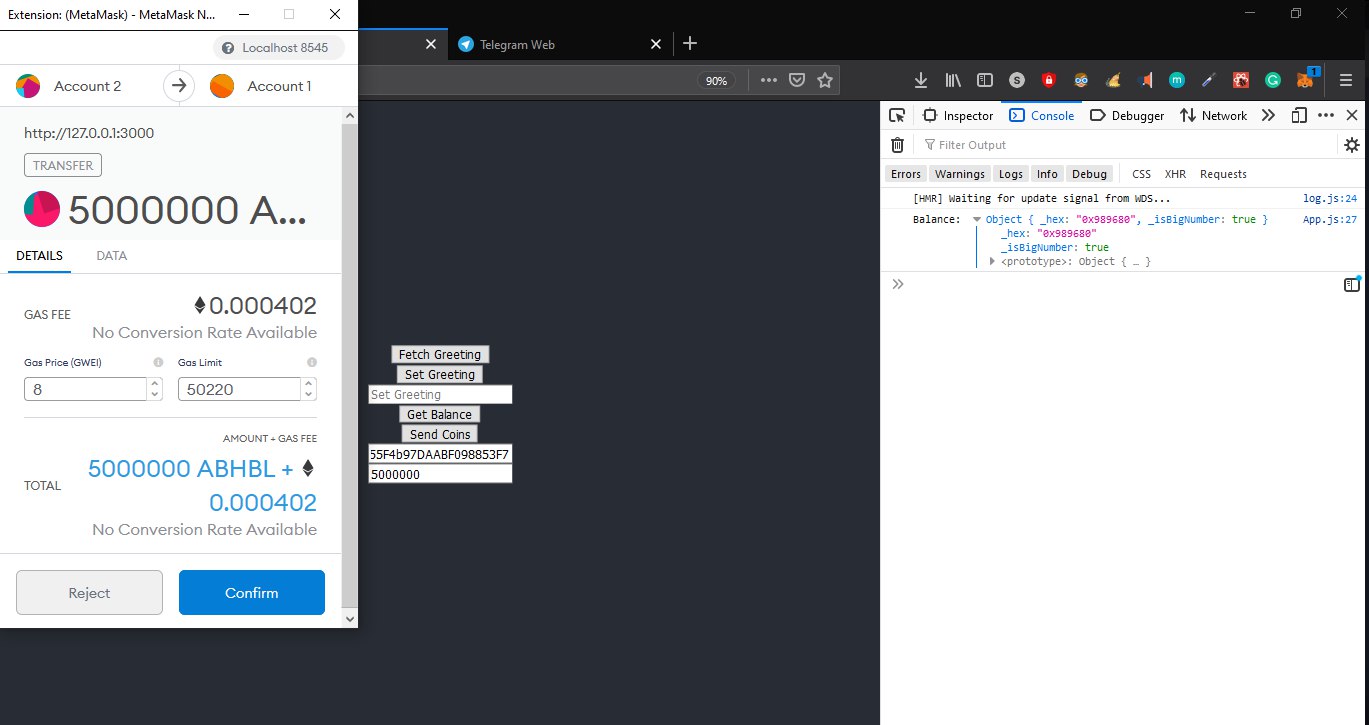 Extension: (MetaMask) - MetaMask N...
Localhost 8545
Account 2
Account 1
http://127.0.0.1:3000
TRANSFER
5000000 A...
DETAILS
DATA
GAS FEE
0.000402
No Conversion Rate Available
Gas Price (GWEI)
Gas Limit
8
50220
AMOUNT + GAS FEE
TOTAL
5000000 ABHBL +
0.000402
No Conversion Rate Available
Reject
Confirm
Telegram Web
90%
S
m
1
Fetch Greeting
Set Greeting
Set Greeting
Get Balance
Send Coins
55F4b97DAABF098853F7
5000000
Inspector
Console
Debugger
Network
Filter Output
Errors
Warnings
Logs
Info
Debug
CSS
XHR
Requests
[HMR] Waiting for update signal from WDS...
log.js:24
Balance: Object { _hex: "0x989680", _isBigNumber: true }
App.js:27
_hex: "0x989680"
_isBigNumber: true
<prototype>: Object { … }